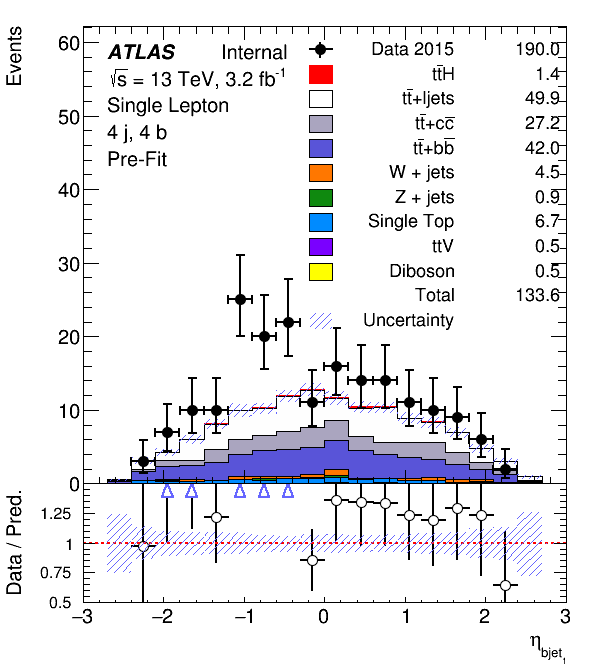 Events
60
50
40
30
20
10
0
ATLAS Internal
√s = 13 TeV, 3.2 fb⁻¹
Single Lepton
4 j, 4 b
Pre-Fit
Data 2015 190.0
tt̄H 1.4
tt̄+ljets 49.9
tt̄+cc̄ 27.2
tt̄+bb̄ 42.0
W + jets 4.5
Z + jets 0.9
Single Top 6.7
ttV 0.5
Diboson 0.5
Total 133.6
Uncertainty
Data / Pred.
1.25
1
0.75
0.5
−3 −2 −1 0 1 2 3
η_bjet₁